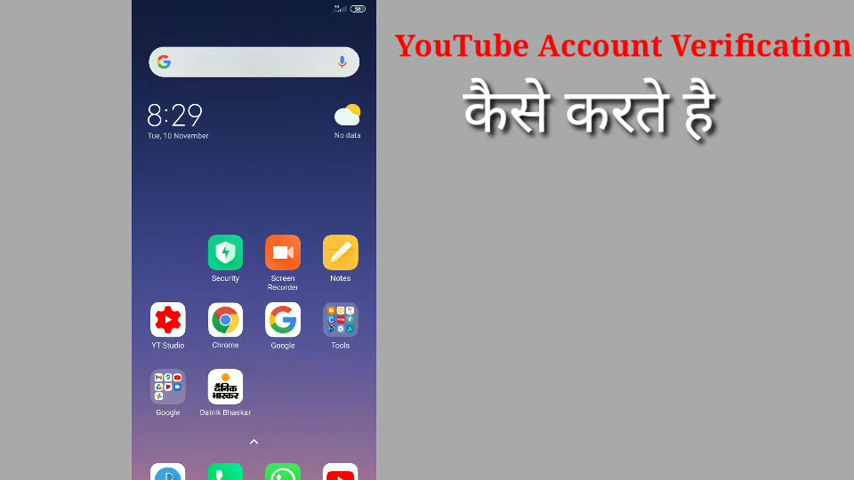 YouTube Account Verification
कैसे करते है
8:29
Tue, 10 November
No data
Security
Screen
Recorder
Notes
YT Studio
Chrome
Google
Tools
Google
दैनिक
भास्कर
Dainik Bhaskar